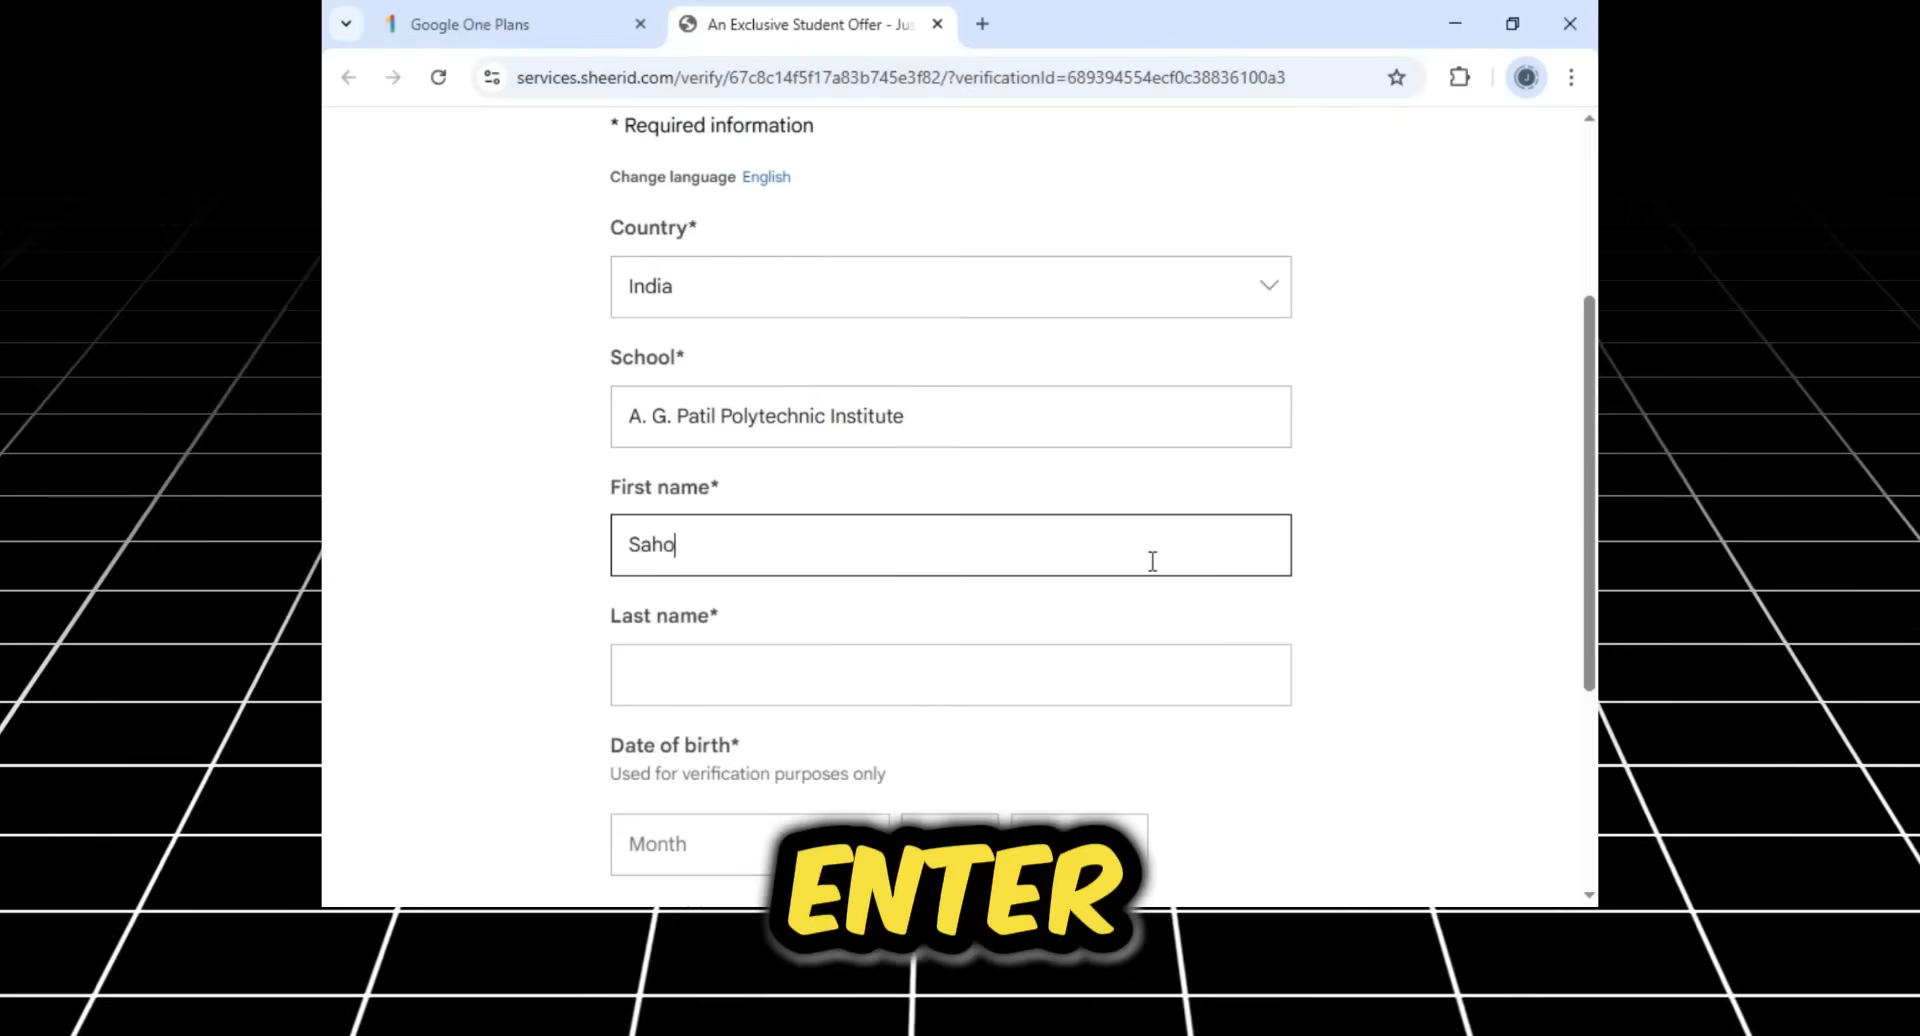 Google One Plans
An Exclusive Student Offer - Jus
services.sheerid.com/verify/67c8c14f5f17a83b745e3f82/?verificationId=689394554ecf0c38836100a3
J
* Required information
Change language English
Country*
India
School*
A. G. Patil Polytechnic Institute
First name*
Saho
Last name*
Date of birth*
Used for verification purposes only
Month
ENTER